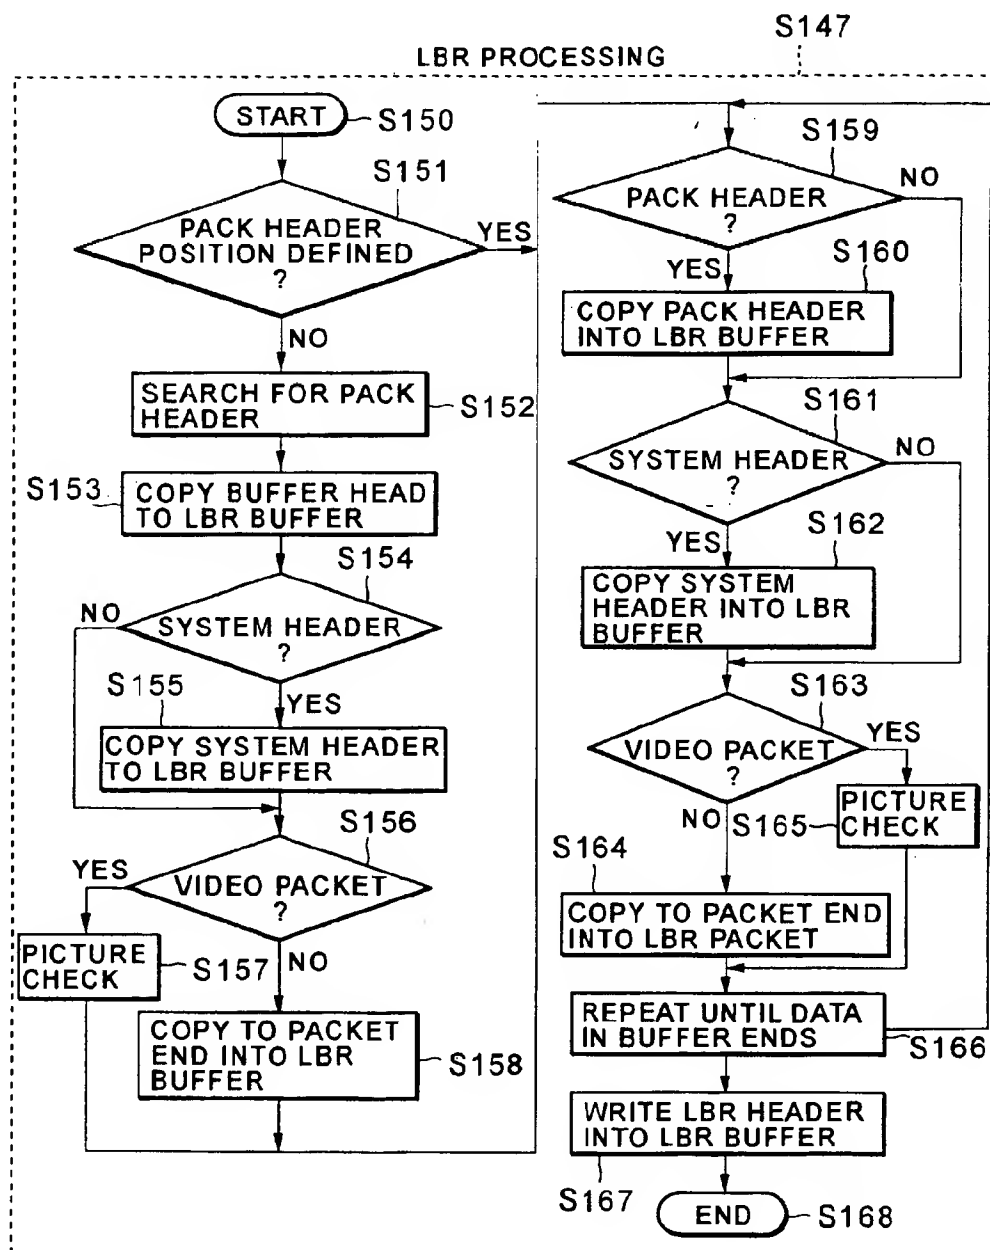 S147
LBR PROCESSING
START
S150
S151
PACK HEADER
POSITION DEFINED
?
YES
NO
SEARCH FOR PACK
HEADER
S152
S153
COPY BUFFER HEAD
TO LBR BUFFER
S154
NO
SYSTEM HEADER
?
S155
YES
COPY SYSTEM HEADER
TO LBR BUFFER
S156
YES
VIDEO PACKET
?
PICTURE
CHECK
S157
NO
COPY TO PACKET
END INTO LBR
BUFFER
S158
S159
PACK HEADER
?
NO
YES
S160
COPY PACK HEADER
INTO LBR BUFFER
S161
SYSTEM HEADER
?
NO
YES
S162
COPY SYSTEM
HEADER INTO LBR
BUFFER
S163
VIDEO PACKET
?
YES
NO
S165
PICTURE
CHECK
S164
COPY TO PACKET END
INTO LBR PACKET
REPEAT UNTIL DATA
IN BUFFER ENDS
S166
WRITE LBR HEADER
INTO LBR BUFFER
S167
END
S168